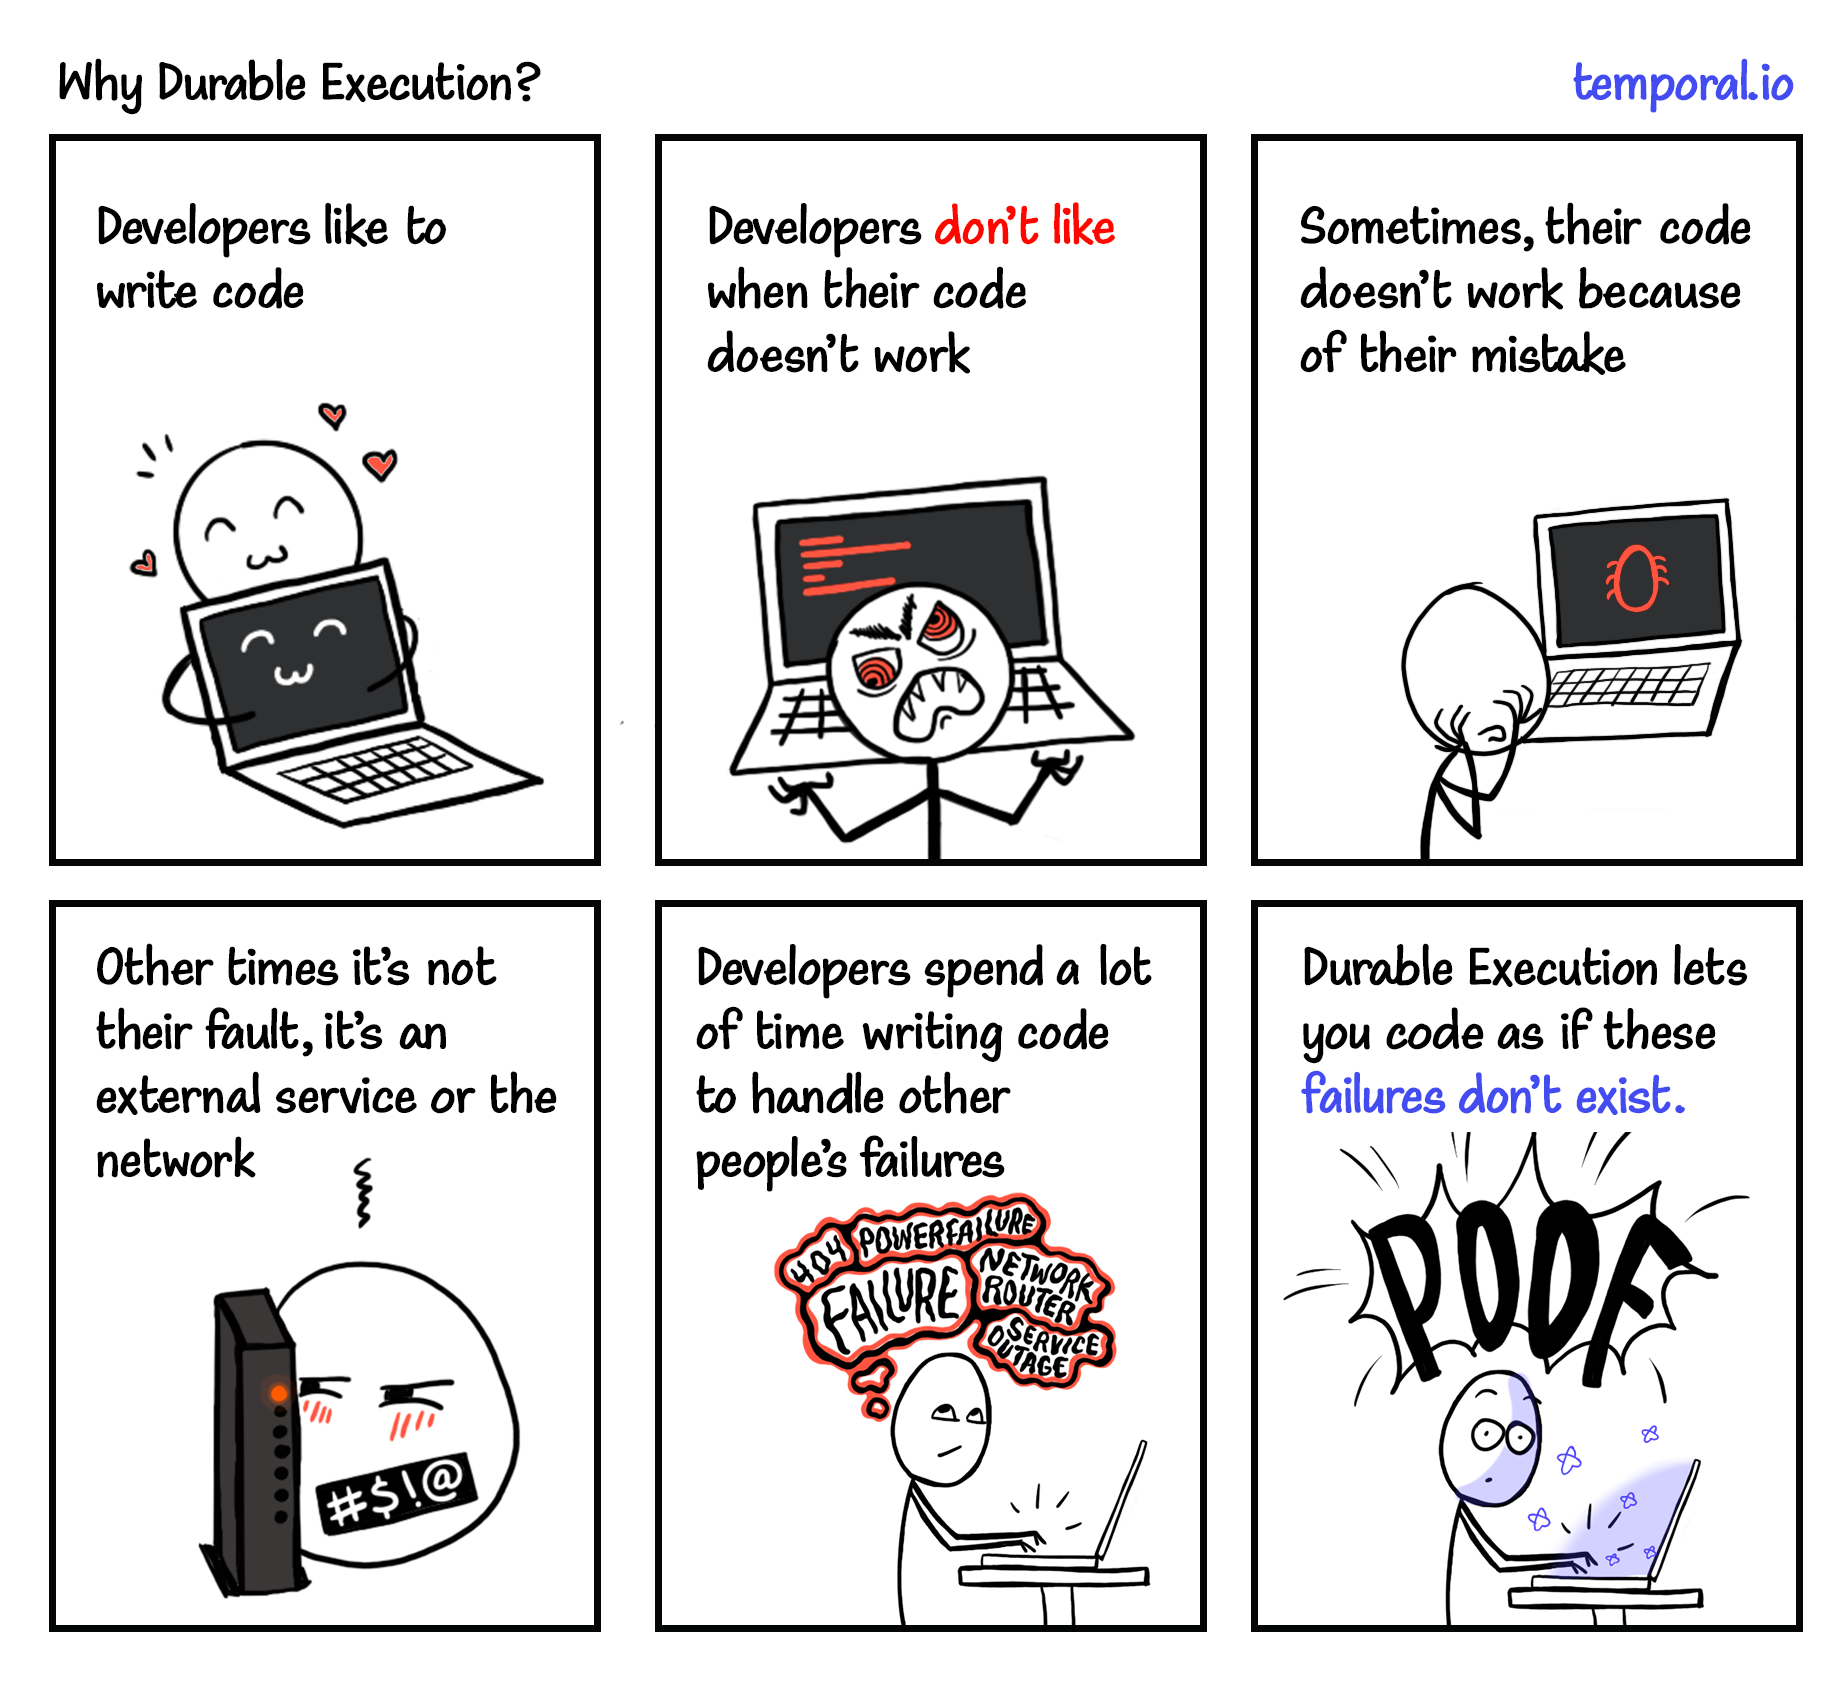 Why Durable Execution?
temporal.io
Developers like to
write code
Developers don't like
when their code
doesn't work
Sometimes, their code
doesn't work because
of their mistake
Other times it's not
their fault, it's an
external service or the
network
#$!@
Developers spend a lot
of time writing code
to handle other
people's failures
404
POWERFAILURE
FAILURE
NETWORK
ROUTER
SERVICE
OUTAGE
Durable Execution lets
you code as if these
failures don't exist.
POOF